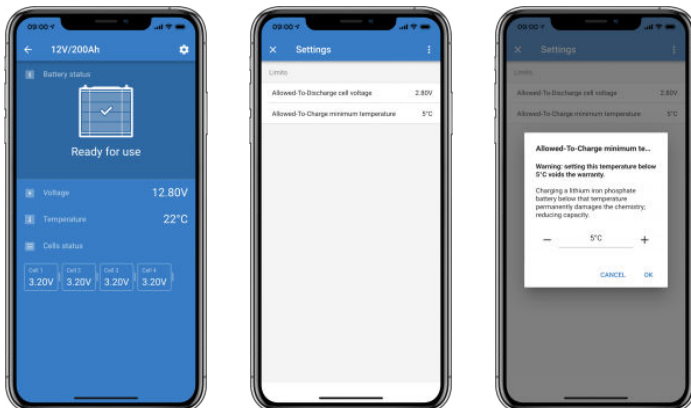 09:00
12V/200Ah
Battery status
Ready for use
Voltage 12.80V
Temperature 22°C
Cells status
Cell 1 Cell 2 Cell 3 Cell 4
3.20V 3.20V 3.20V 3.20V
09:00
Settings
Limits
Allowed-To-Discharge cell voltage 2.80V
Allowed-To-Charge minimum temperature 5°C
09:00
Settings
Limits
Allowed-To-Discharge cell voltage 2.80V
Allowed-To-Charge minimum temperature 5°C
Allowed-To-Charge minimum te...
Warning: setting this temperature below
5°C voids the warranty.
Charging a lithium iron phosphate
battery below that temperature
permanently damages the chemistry;
reducing capacity.
5°C
CANCEL OK